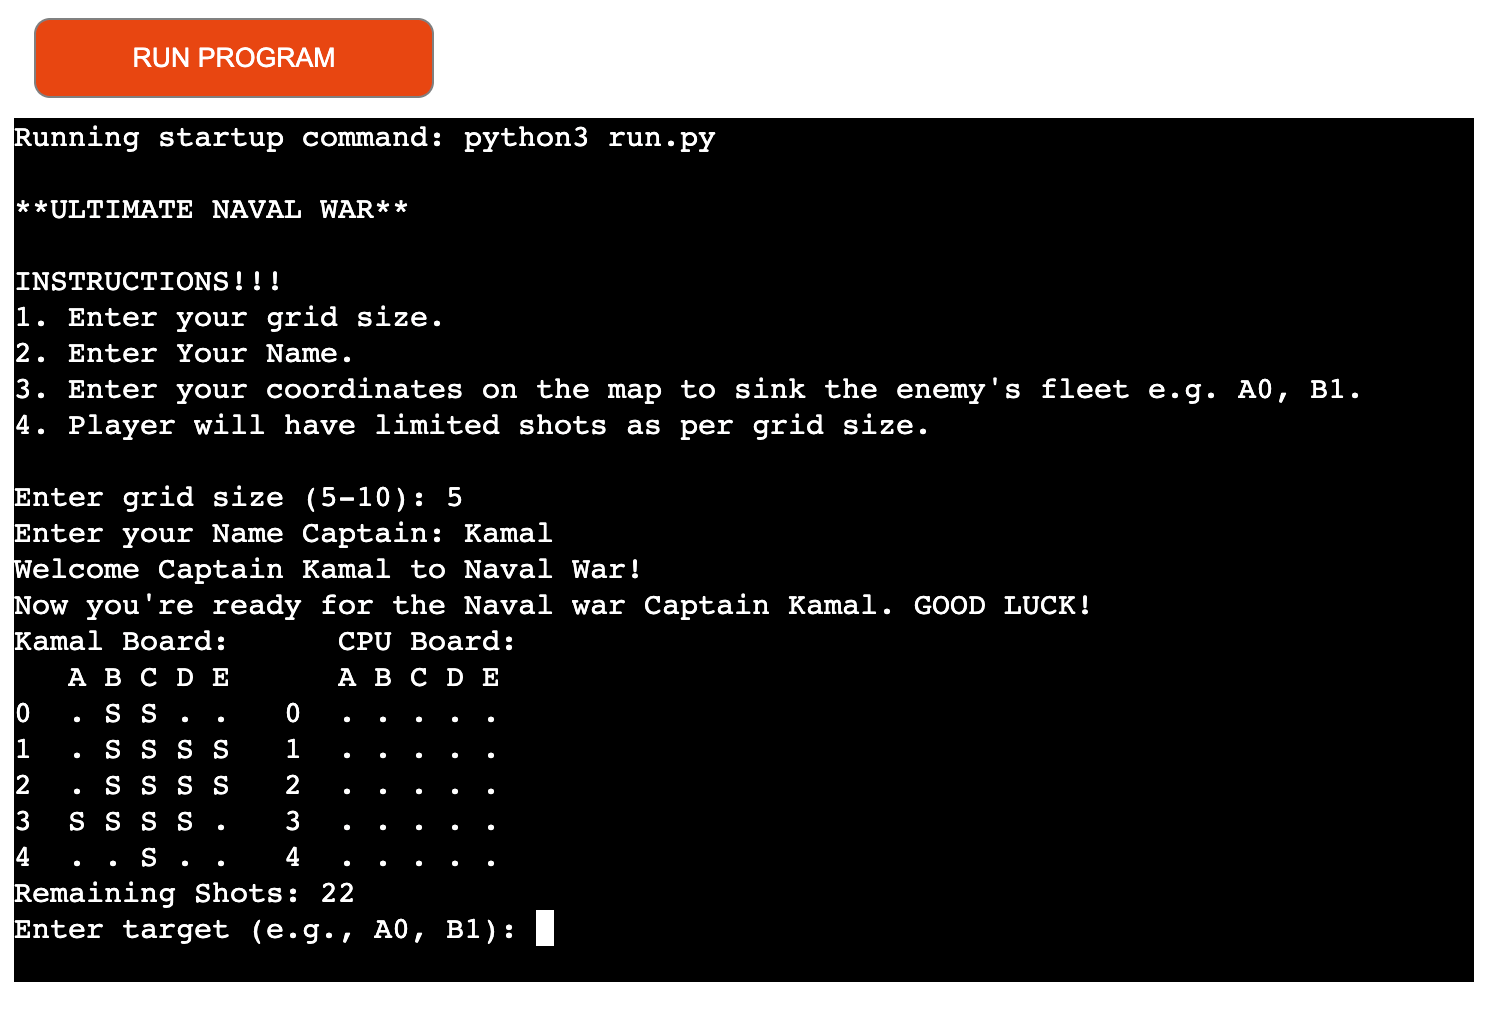 RUN PROGRAM
Running startup command: python3 run.py
**ULTIMATE NAVAL WAR**
INSTRUCTIONS!!!
1. Enter your grid size.
2. Enter Your Name.
3. Enter your coordinates on the map to sink the enemy's fleet e.g. A0, B1.
4. Player will have limited shots as per grid size.
Enter grid size (5-10): 5
Enter your Name Captain: Kamal
Welcome Captain Kamal to Naval War!
Now you're ready for the Naval war Captain Kamal. GOOD LUCK!
Kamal Board:      CPU Board:
   A B C D E      A B C D E
0  . S S . .   0  . . . . .
1  . S S S S   1  . . . . .
2  . S S S S   2  . . . . .
3  S S S S .   3  . . . . .
4  . . S . .   4  . . . . .
Remaining Shots: 22
Enter target (e.g., A0, B1):